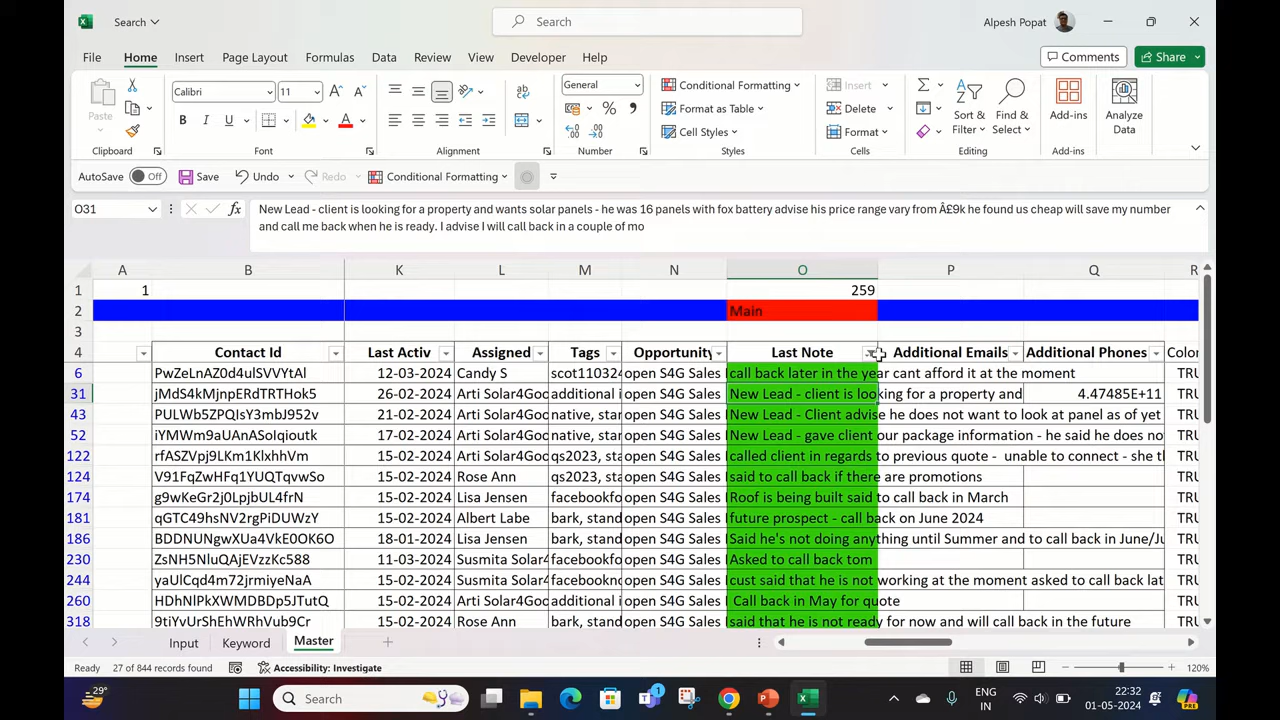 Search
Search
Alpesh Popat
File Home Insert Page Layout Formulas Data Review View Developer Help
Comments Share
Paste
Calibri 11
B I U
General
Conditional Formatting
Format as Table
Cell Styles
Insert
Delete
Format
Sort & Filter
Find & Select
Add-ins
Analyze Data
Clipboard Font Alignment Number Styles Cells Editing Add-ins
AutoSave Off Save Undo Redo Conditional Formatting
O31
New Lead - client is looking for a property and wants solar panels - he was 16 panels with fox battery advise his price range vary from Â£9k he found us cheap will save my number
and call me back when he is ready. I advise I will call back in a couple of mo
A B K L M N O P Q R
1 1 259
2 Main
3
4 Contact Id Last Activ Assigned Tags Opportunity Last Note Additional Emails Additional Phones Color
6 PwZeLnAZ0d4ulSVVYtAl 12-03-2024 Candy S scot110324 open S4G Sales call back later in the year cant afford it at the moment TRU
31 jMdS4kMjnpERdTRTHok5 26-02-2024 Arti Solar4Goo additional i open S4G Sales New Lead - client is looking for a property and 4.47485E+11 TRU
43 PULWb5ZPQIsY3mbJ952v 21-02-2024 Arti Solar4Goo native, star open S4G Sales New Lead - Client advise he does not want to look at panel as of yet TRU
52 iYMWm9aUAnASoIqioutk 17-02-2024 Arti Solar4Goo native, star open S4G Sales New Lead - gave client our package information - he said he does no TRU
122 rfASZVpj9LKm1KlxhhVm 15-02-2024 Arti Solar4Goo qs2023, sta open S4G Sales called client in regards to previous quote - unable to connect - she th TRU
124 V91FqZwHFq1YUQTqvwSo 15-02-2024 Rose Ann qs2023, sta open S4G Sales said to call back if there are promotions TRU
174 g9wKeGr2j0LpjbUL4frN 15-02-2024 Lisa Jensen facebookfo open S4G Sales Roof is being built said to call back in March TRU
181 qGTC49hsNV2rgPiDUWzY 15-02-2024 Albert Labe bark, stand open S4G Sales future prospect - call back on June 2024 TRU
186 BDDNUNgwXUa4VkE0OK6O 18-01-2024 Lisa Jensen bark, stand open S4G Sales Said he's not doing anything until Summer and to call back in June/Ju TRU
230 ZsNH5NluQAjEVzzKc588 11-03-2024 Susmita Solar4 facebookfo open S4G Sales Asked to call back tom TRU
244 yaUlCqd4m72jrmiyeNaA 15-02-2024 Susmita Solar4 facebookno open S4G Sales cust said that he is not working at the moment asked to call back lat TRU
260 HDhNlPkXWMDBDp5JTutQ 15-02-2024 Arti Solar4Goo additional i open S4G Sales Call back in May for quote TRU
318 9tiYvUrShEhWRhVub9Cr 15-02-2024 Rose Ann bark, stand open S4G Sales said that he is not ready for now and will call back in the future TRU
Input Keyword Master
Ready 27 of 844 records found Accessibility: Investigate 120%
29° Search 1 ENG IN 22:32 01-05-2024 PRE